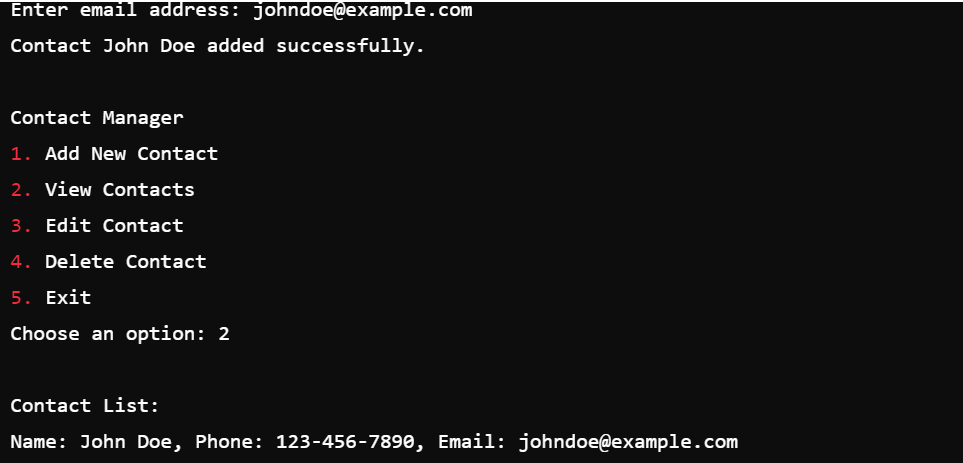 Enter email address: johndoe@example.com
Contact John Doe added successfully.
Contact Manager
1. Add New Contact
2. View Contacts
3. Edit Contact
4. Delete Contact
5. Exit
Choose an option: 2
Contact List:
Name: John Doe, Phone: 123-456-7890, Email: johndoe@example.com